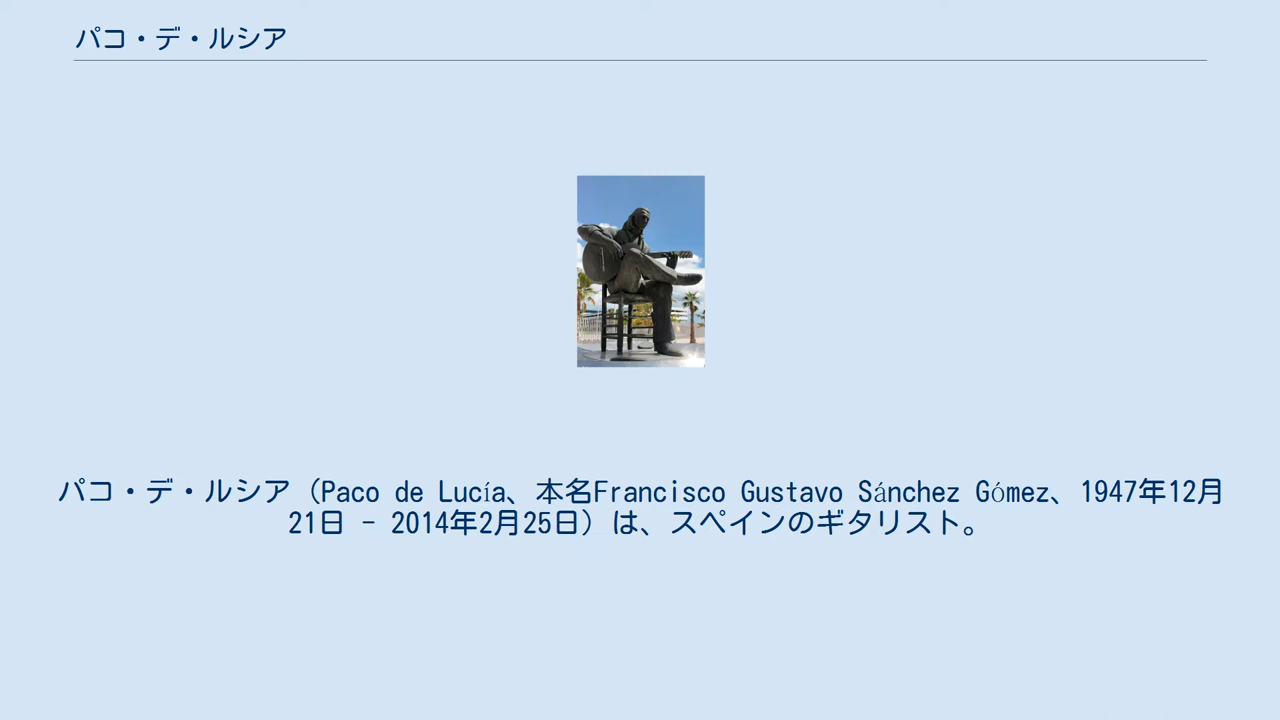 パコ・デ・ルシア
パコ・デ・ルシア（Paco de Lucía、本名Francisco Gustavo Sánchez Gómez、1947年12月
21日 - 2014年2月25日）は、スペインのギタリスト。